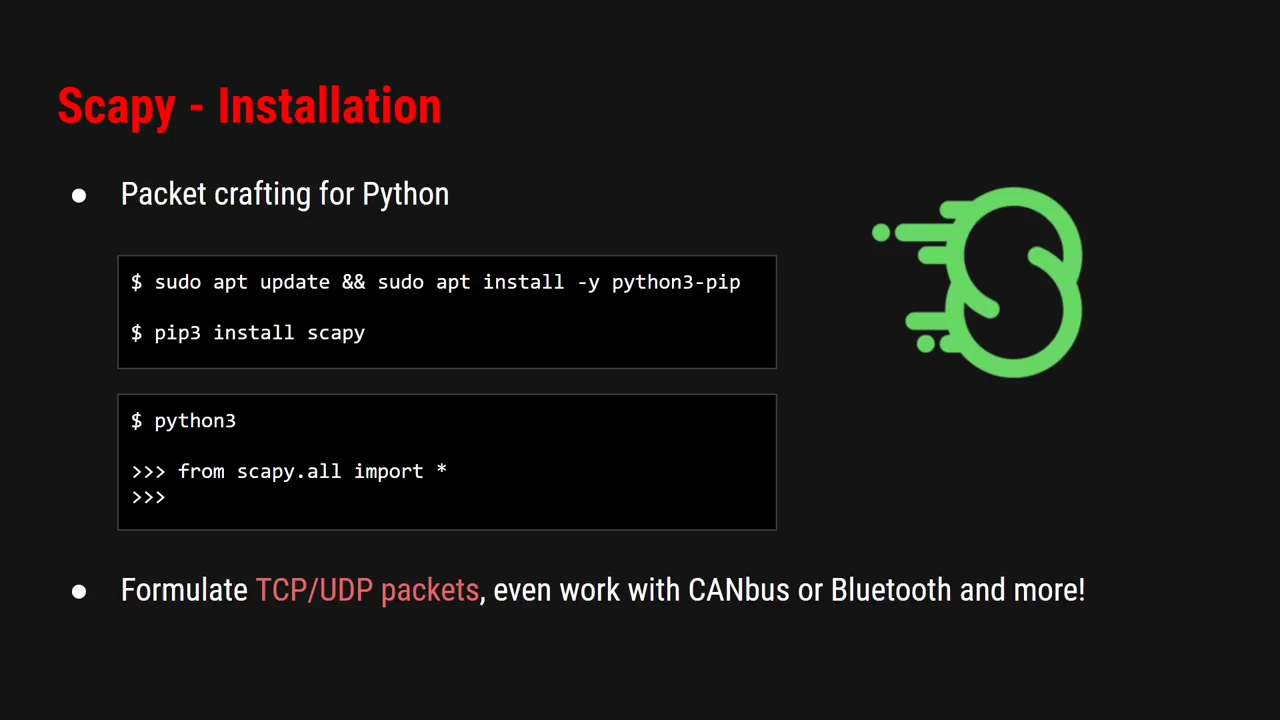 Scapy - Installation
● Packet crafting for Python
$ sudo apt update && sudo apt install -y python3-pip
$ pip3 install scapy
$ python3
>>> from scapy.all import *
>>>
● Formulate TCP/UDP packets, even work with CANbus or Bluetooth and more!